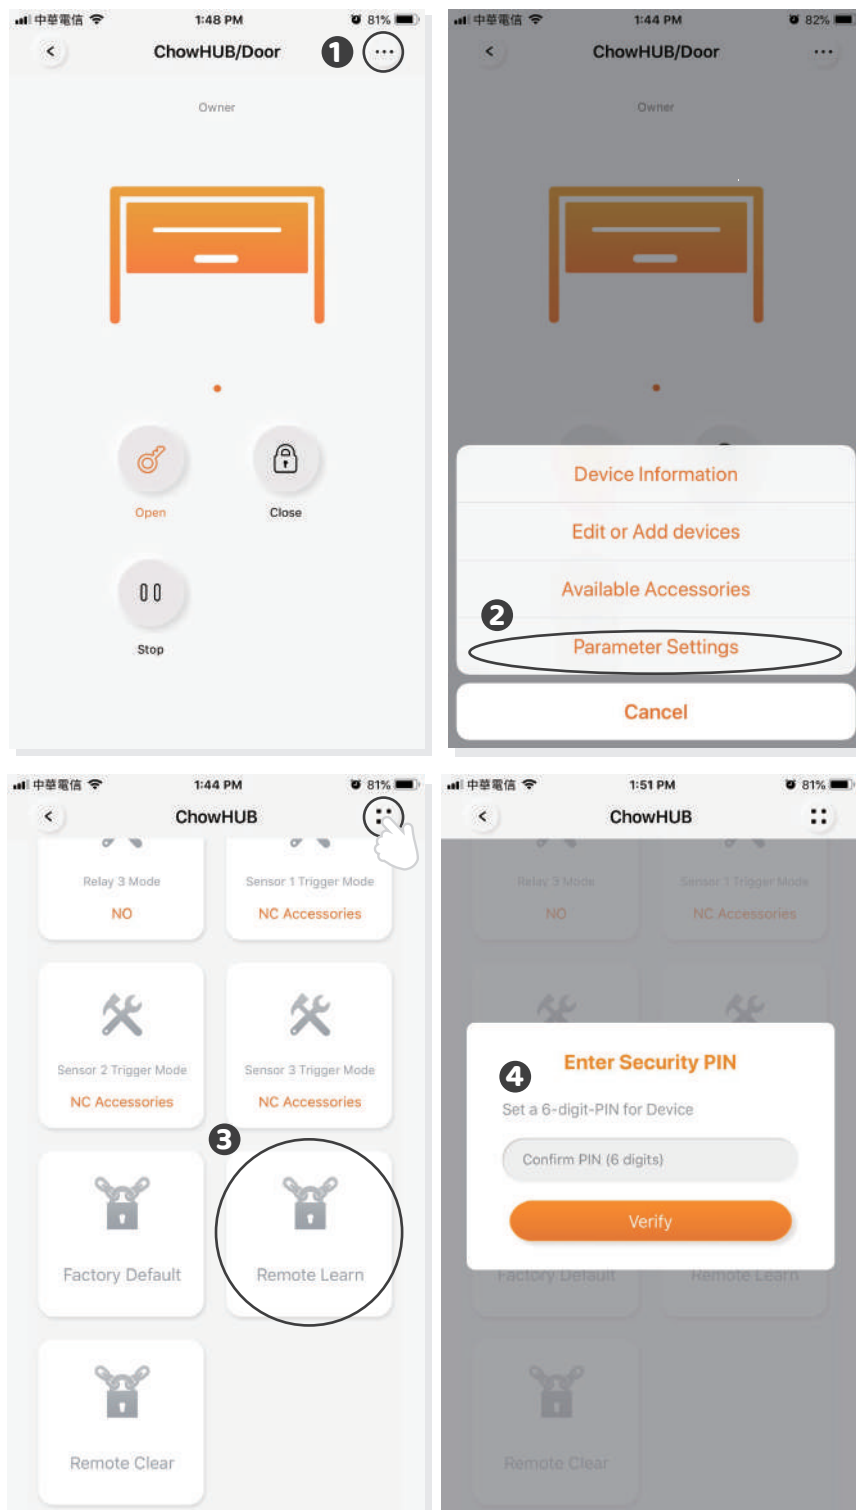 中華電信
1:48 PM
81%
ChowHUB/Door
1
Owner
Open
Close
Stop
中華電信
1:44 PM
82%
ChowHUB/Door
Owner
Device Information
Edit or Add devices
Available Accessories
2
Parameter Settings
Cancel
中華電信
1:44 PM
81%
ChowHUB
Relay 3 Mode
Sensor 1 Trigger Mode
NO
NC Accessories
Sensor 2 Trigger Mode
Sensor 3 Trigger Mode
NC Accessories
NC Accessories
3
Factory Default
Remote Learn
Remote Clear
中華電信
1:51 PM
81%
ChowHUB
Relay 3 Mode
Sensor 1 Trigger Mode
NO
NC Accessories
4
Enter Security PIN
Set a 6-digit-PIN for Device
Confirm PIN (6 digits)
Verify
Factory Default
Remote Learn
Remote Clear